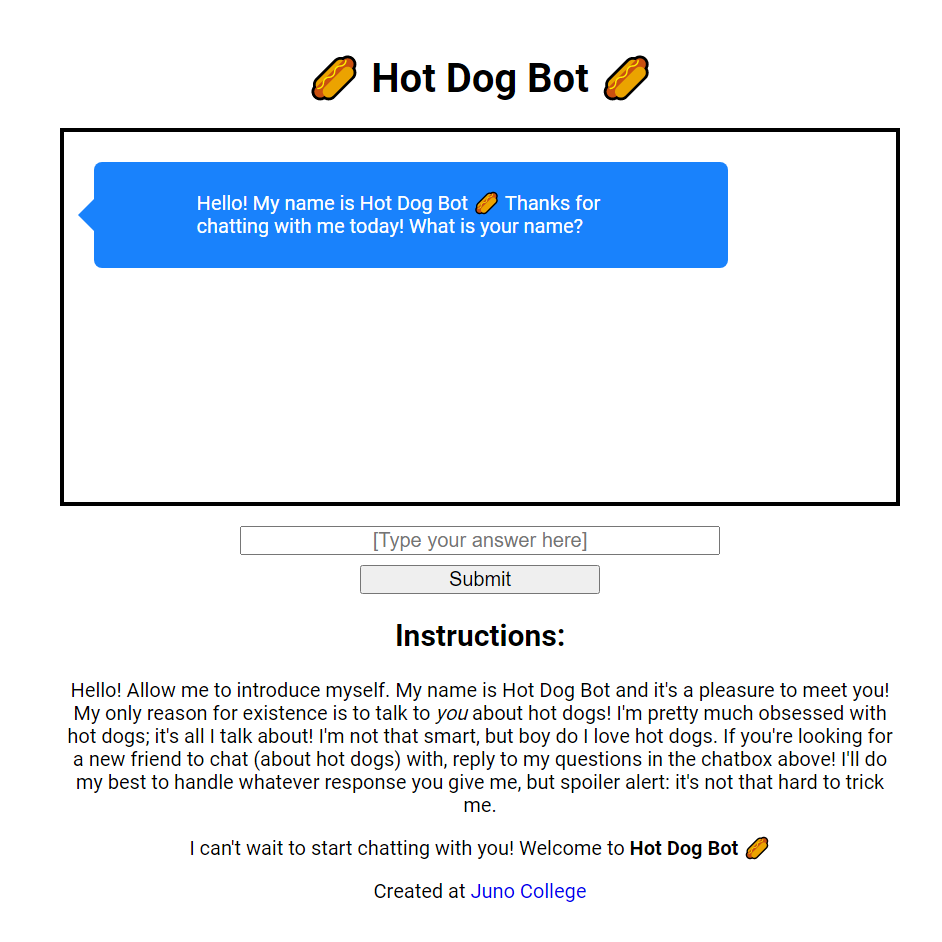 🌭 Hot Dog Bot 🌭
Hello! My name is Hot Dog Bot 🌭 Thanks for
chatting with me today! What is your name?
[Type your answer here]
Submit
Instructions:
Hello! Allow me to introduce myself. My name is Hot Dog Bot and it's a pleasure to meet you!
My only reason for existence is to talk to you about hot dogs! I'm pretty much obsessed with
hot dogs; it's all I talk about! I'm not that smart, but boy do I love hot dogs. If you're looking for
a new friend to chat (about hot dogs) with, reply to my questions in the chatbox above! I'll do
my best to handle whatever response you give me, but spoiler alert: it's not that hard to trick
me.
I can't wait to start chatting with you! Welcome to Hot Dog Bot 🌭
Created at Juno College